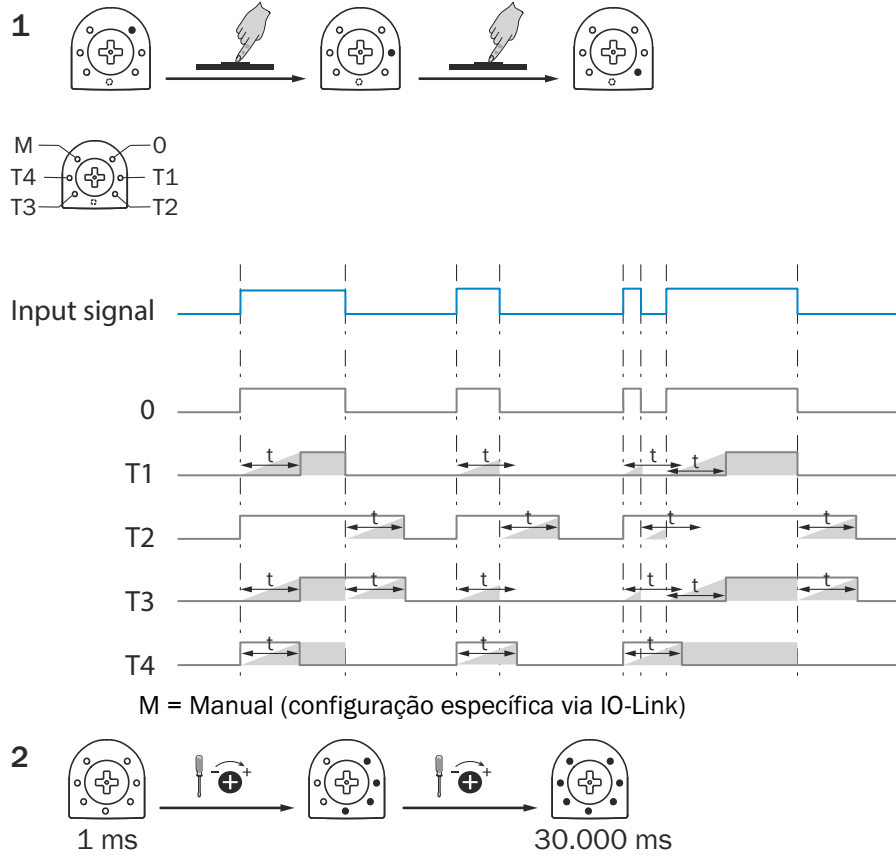 1
M 0
T4 T1
T3 T2
Input signal
0
t
T1
t t t t
T2
t t t t
T3
t t t t t t
T4
t t t
M = Manual (configuração específica via IO-Link)
2
- + - +
1 ms 30.000 ms